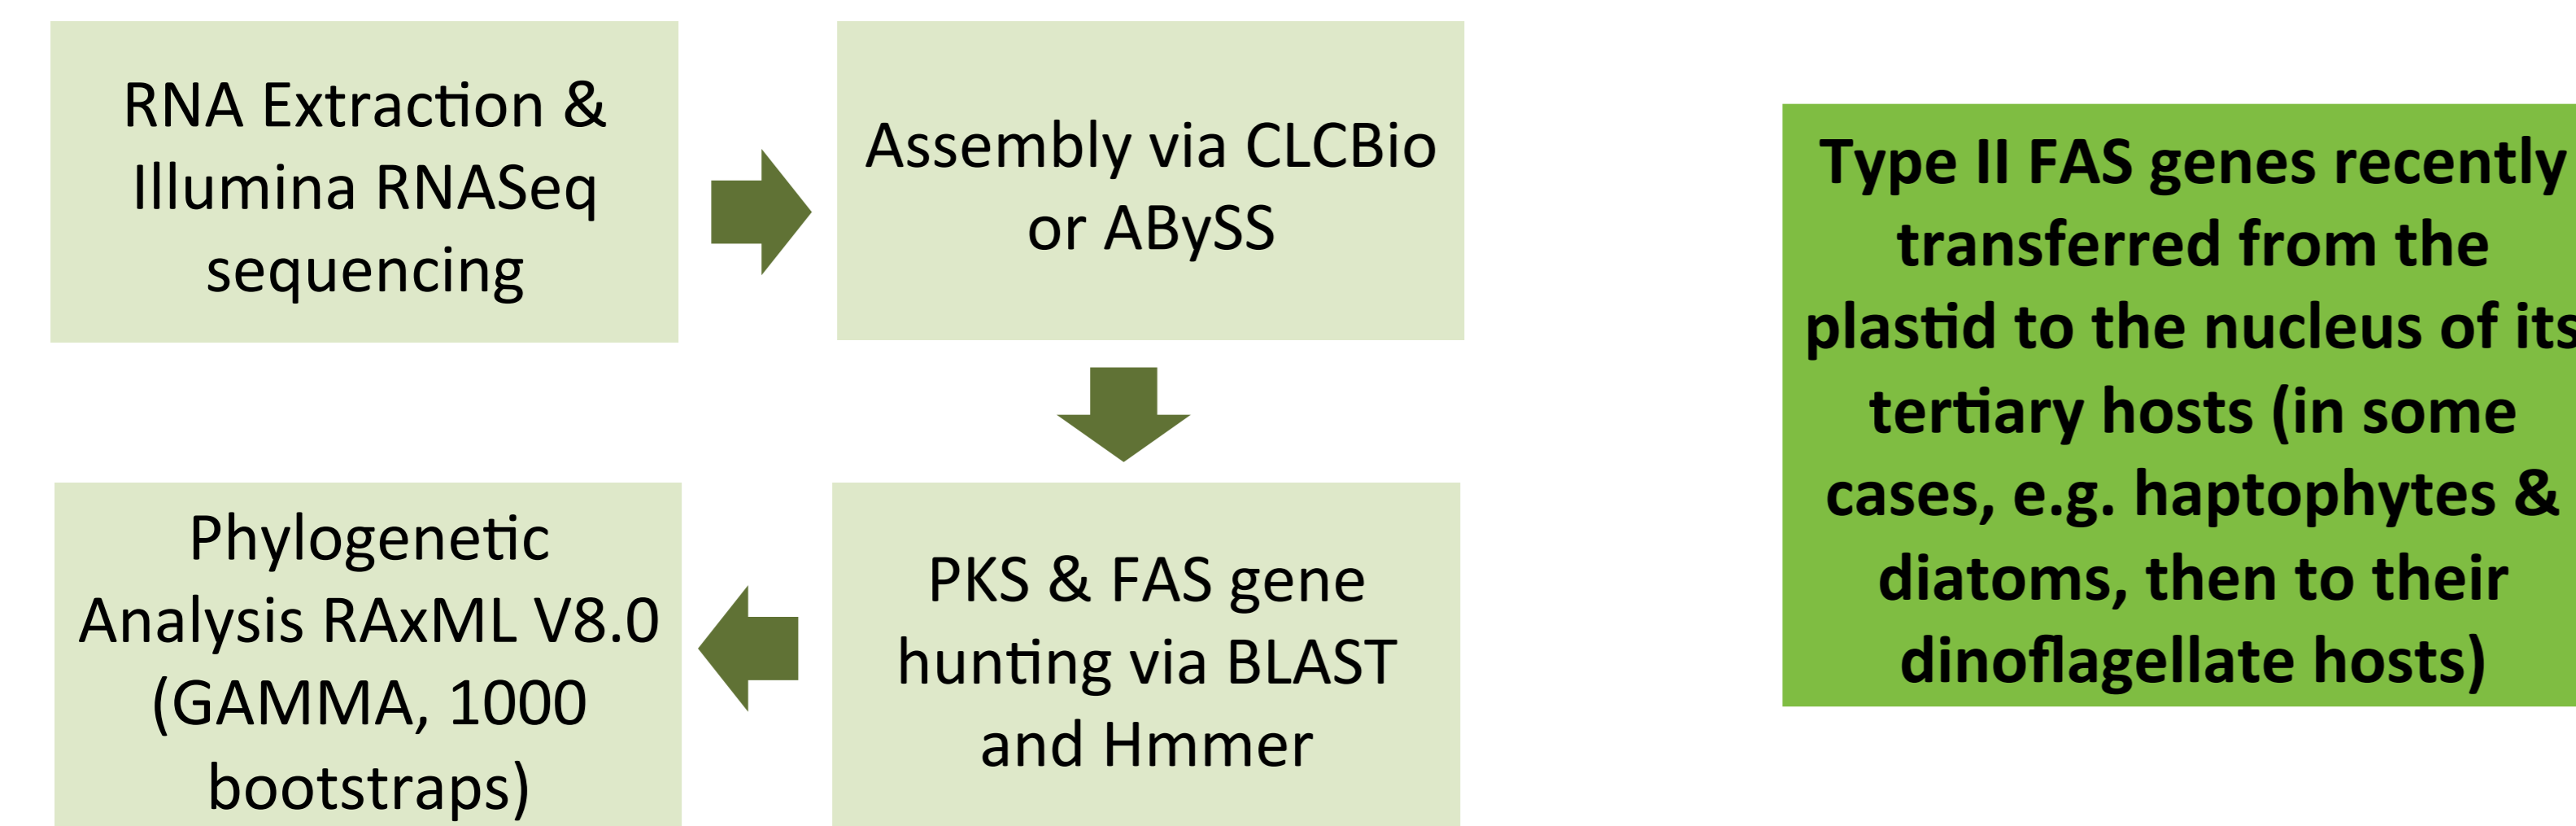 RNA Extraction &
Illumina RNASeq
sequencing
Assembly via CLCBio
or ABySS
PKS & FAS gene
hunting via BLAST
and Hmmer
Phylogenetic
Analysis RAxML V8.0
(GAMMA, 1000
bootstraps)
Type II FAS genes recently
transferred from the
plastid to the nucleus of its
tertiary hosts (in some
cases, e.g. haptophytes &
diatoms, then to their
dinoflagellate hosts)